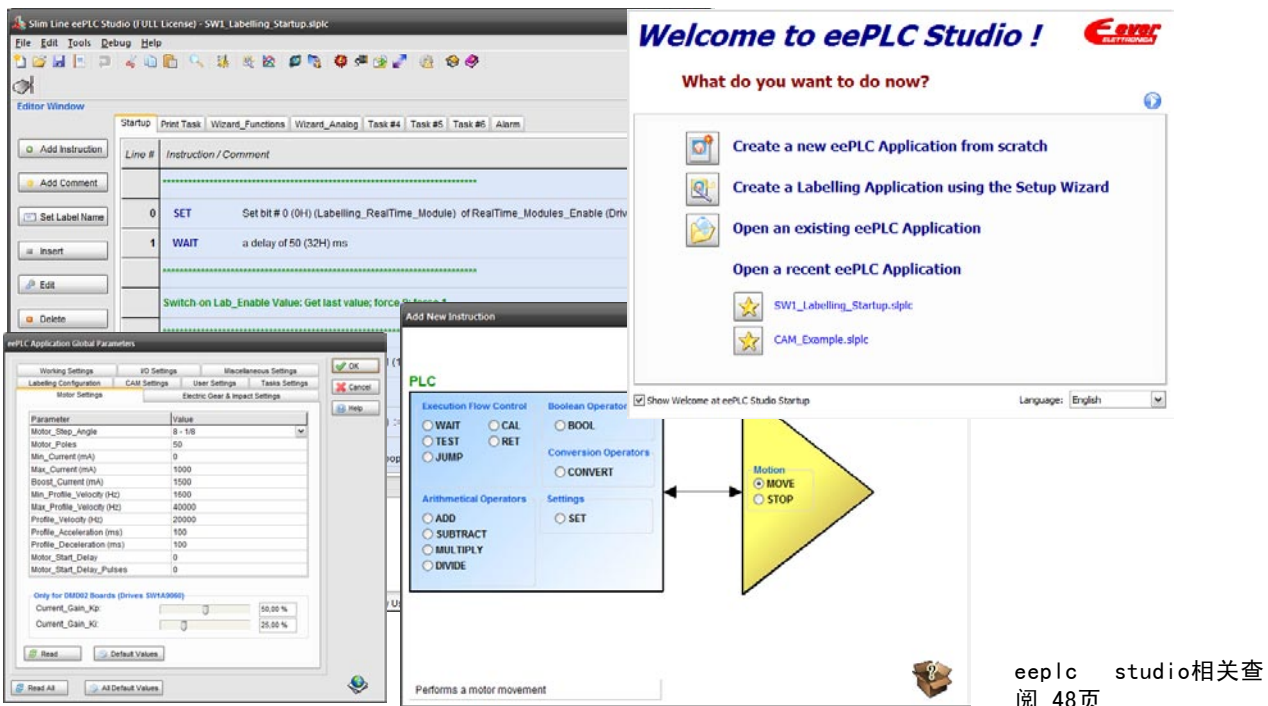 Slim Line eePLC Studio (FULL License) - SW1_Labelling_Startup.slplc
File Edit Tools Debug Help
Editor Window
Startup Print Task Wizard_Functions Wizard_Analog Task #4 Task #5 Task #6 Alarm
Add Instruction
Add Comment
Set Label Name
Insert
Edit
Delete
Line # Instruction / Comment
0 SET Set bit # 0 (0H) (Labelling_RealTime_Module) of RealTime_Modules_Enable (Driv
1 WAIT a delay of 50 (32H) ms
Switch-on Lab_Enable Value: Get last value; force
Welcome to eePLC Studio !
ever
ELETTRONICA
What do you want to do now?
Create a new eePLC Application from scratch
Create a Labelling Application using the Setup Wizard
Open an existing eePLC Application
Open a recent eePLC Application
SW1_Labelling_Startup.slplc
CAM_Example.slplc
Show Welcome at eePLC Studio Startup
Language: English
eePLC Application Global Parameters
Working Settings I/O Settings Miscellaneous Settings
Labeling Configuration CAM Settings User Settings Tasks Settings
Motor Settings Electric Gear & Impact Settings
OK
Cancel
Help
Parameter Value
Motor_Step_Angle 8 - 1/8
Motor_Poles 50
Min_Current (mA) 0
Max_Current (mA) 1000
Boost_Current (mA) 1500
Min_Profile_Velocity (Hz) 1600
Max_Profile_Velocity (Hz) 40000
Profile_Velocity (Hz) 20000
Profile_Acceleration (ms) 100
Profile_Deceleration (ms) 100
Motor_Start_Delay 0
Motor_Start_Delay_Pulses 0
Only for DMD02 Boards (Drives SW1A9060)
Current_Gain_Kp: 50,00 %
Current_Gain_Ki: 25,00 %
Read Default Values
Read All All Default Values
Add New Instruction
PLC
Execution Flow Control
WAIT CAL
TEST RET
JUMP
Boolean Operator
BOOL
Conversion Operators
CONVERT
Arithmetical Operators
ADD
SUBTRACT
MULTIPLY
DIVIDE
Settings
SET
Motion
MOVE
STOP
Performs a motor movement
eeplc studio相关查
阅 48页